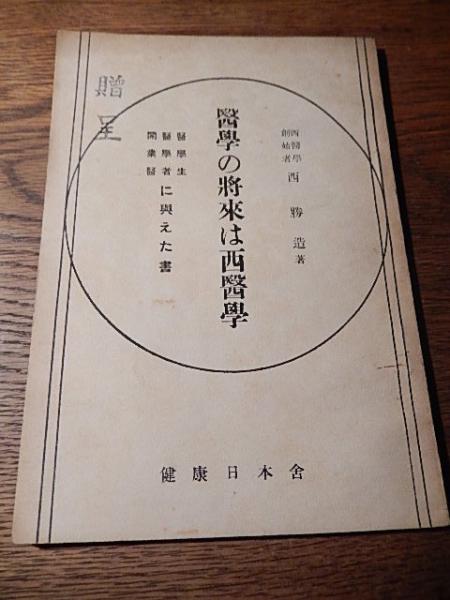 西醫學
創始者
西勝造著
醫學の將來は西醫學
醫學生
醫學者
開業醫
に與えた書
贈呈
健康日本舍